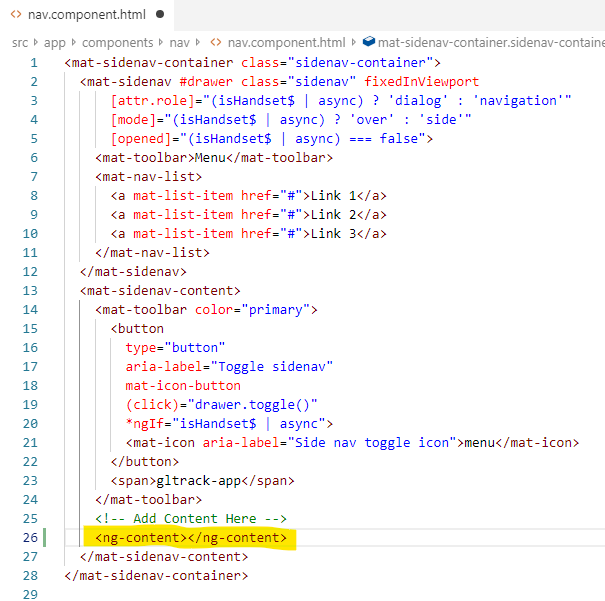 <> nav.component.html ●
src > app > components > nav > <> nav.component.html > mat-sidenav-container.sidenav-containe
1 <mat-sidenav-container class="sidenav-container">
2 <mat-sidenav #drawer class="sidenav" fixedInViewport
3 [attr.role]="(isHandset$ | async) ? 'dialog' : 'navigation'"
4 [mode]="(isHandset$ | async) ? 'over' : 'side'"
5 [opened]="(isHandset$ | async) === false">
6 <mat-toolbar>Menu</mat-toolbar>
7 <mat-nav-list>
8 <a mat-list-item href="#">Link 1</a>
9 <a mat-list-item href="#">Link 2</a>
10 <a mat-list-item href="#">Link 3</a>
11 </mat-nav-list>
12 </mat-sidenav>
13 <mat-sidenav-content>
14 <mat-toolbar color="primary">
15 <button
16 type="button"
17 aria-label="Toggle sidenav"
18 mat-icon-button
19 (click)="drawer.toggle()"
20 *ngIf="isHandset$ | async">
21 <mat-icon aria-label="Side nav toggle icon">menu</mat-icon>
22 </button>
23 <span>gltrack-app</span>
24 </mat-toolbar>
25 <!-- Add Content Here -->
26 <ng-content></ng-content>
27 </mat-sidenav-content>
28 </mat-sidenav-container>
29